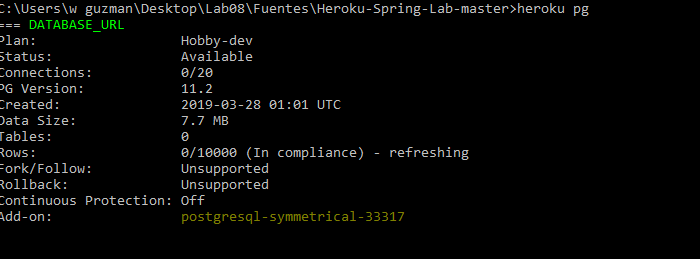 C:\Users\w guzman\Desktop\Lab08\Fuentes\Heroku-Spring-Lab-master>heroku pg
=== DATABASE_URL
Plan: Hobby-dev
Status: Available
Connections: 0/20
PG Version: 11.2
Created: 2019-03-28 01:01 UTC
Data Size: 7.7 MB
Tables: 0
Rows: 0/10000 (In compliance) - refreshing
Fork/Follow: Unsupported
Rollback: Unsupported
Continuous Protection: Off
Add-on: postgresql-symmetrical-33317